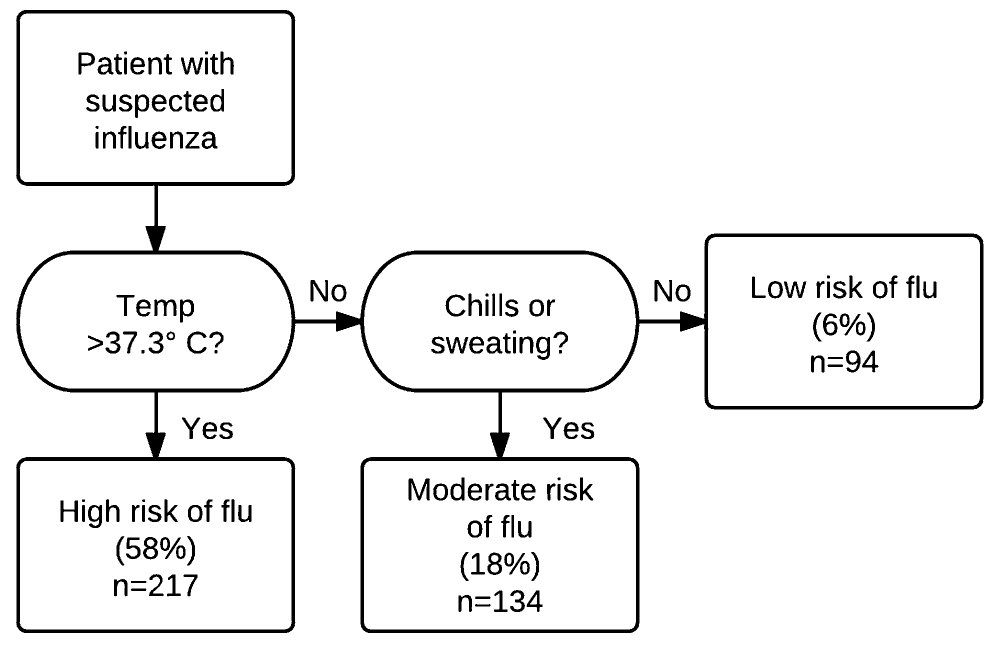 Patient with
suspected
influenza
Temp
>37.3° C?
No
Chills or
sweating?
No
Low risk of flu
(6%)
n=94
Yes
High risk of flu
(58%)
n=217
Yes
Moderate risk
of flu
(18%)
n=134